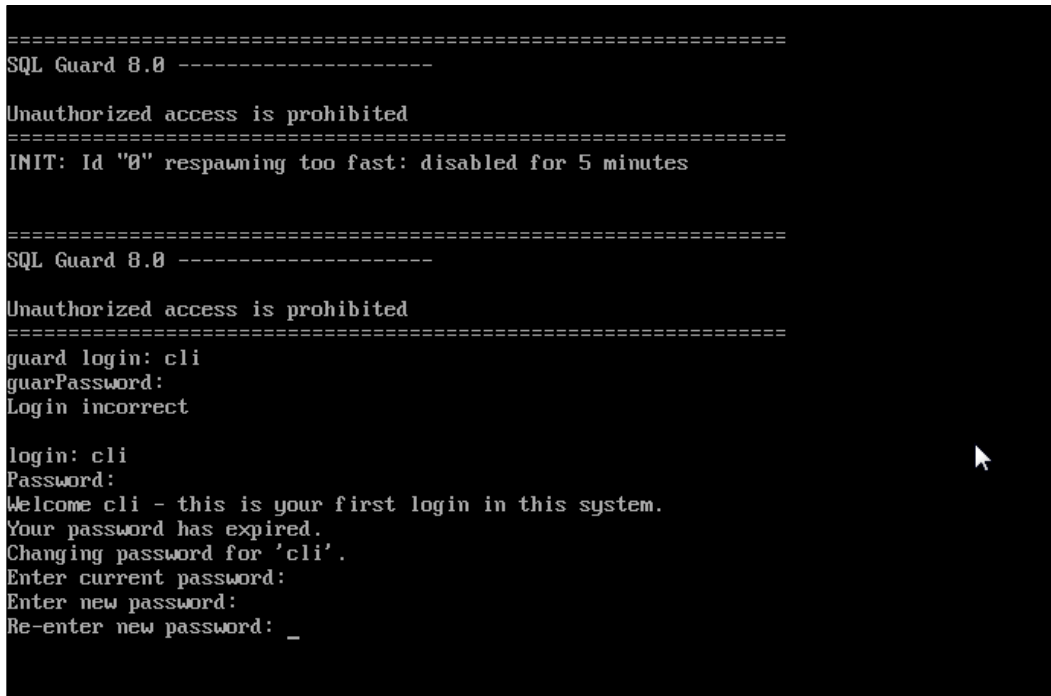 ================================================================
SQL Guard 8.0 ---------------------
Unauthorized access is prohibited
================================================================
INIT: Id "0" respawning too fast: disabled for 5 minutes
================================================================
SQL Guard 8.0 ---------------------
Unauthorized access is prohibited
================================================================
guard login: cli
guarPassword:
Login incorrect
login: cli
Password:
Welcome cli - this is your first login in this system.
Your password has expired.
Changing password for 'cli'.
Enter current password:
Enter new password:
Re-enter new password: _